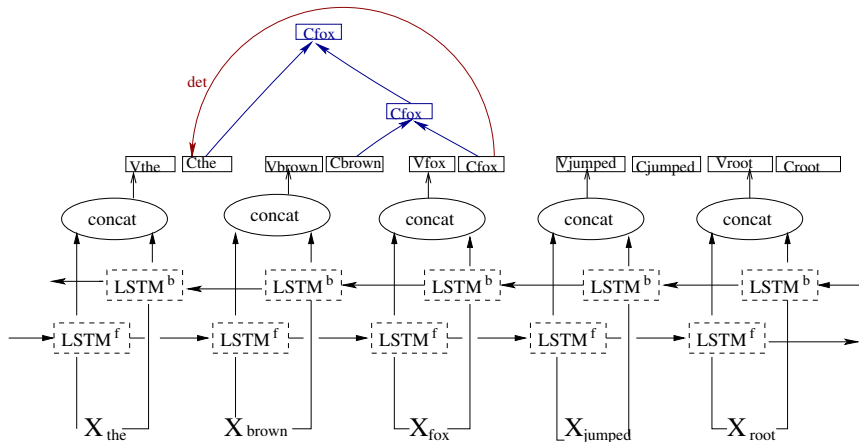 Cfox
det
Cfox
Vthe Cthe Vbrown Cbrown Vfox Cfox Vjumped Cjumped Vroot Croot
concat concat concat concat concat
LSTM b LSTM b LSTM b LSTM b LSTM b
LSTM f LSTM f LSTM f LSTM f LSTM f
X the X brown X fox X jumped X root